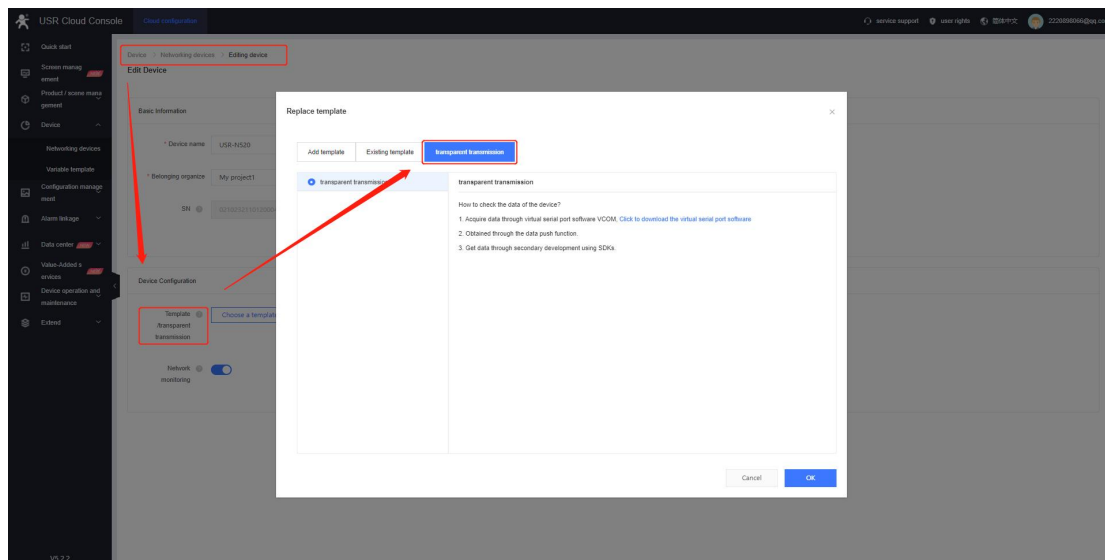 USR Cloud Console
Cloud configuration
service support
user rights
简体中文
2228898066@qq.co
Quick start
Screen manag
ement
Product / scene mana
gement
Device
Networking devices
Variable template
Configuration manage
ment
Alarm linkage
Data center
Value-Added s
ervices
Device operation and
maintenance
Extend
V5.2.2
Device > Networking devices > Editing device
Edit Device
Basic Information
* Device name
USR-N520
* Belonging organize
My project1
SN
Device Configuration
Template
/transparent
transmission
Choose a template
Network
monitoring
Replace template
Add template
Existing template
transparent transmission
transparent transmission
transparent transmission
How to check the data of the device?
1. Acquire data through virtual serial port software VCOM, Click to download the virtual serial port software
2. Obtained through the data push function.
3. Get data through secondary development using SDKs
Cancel
OK